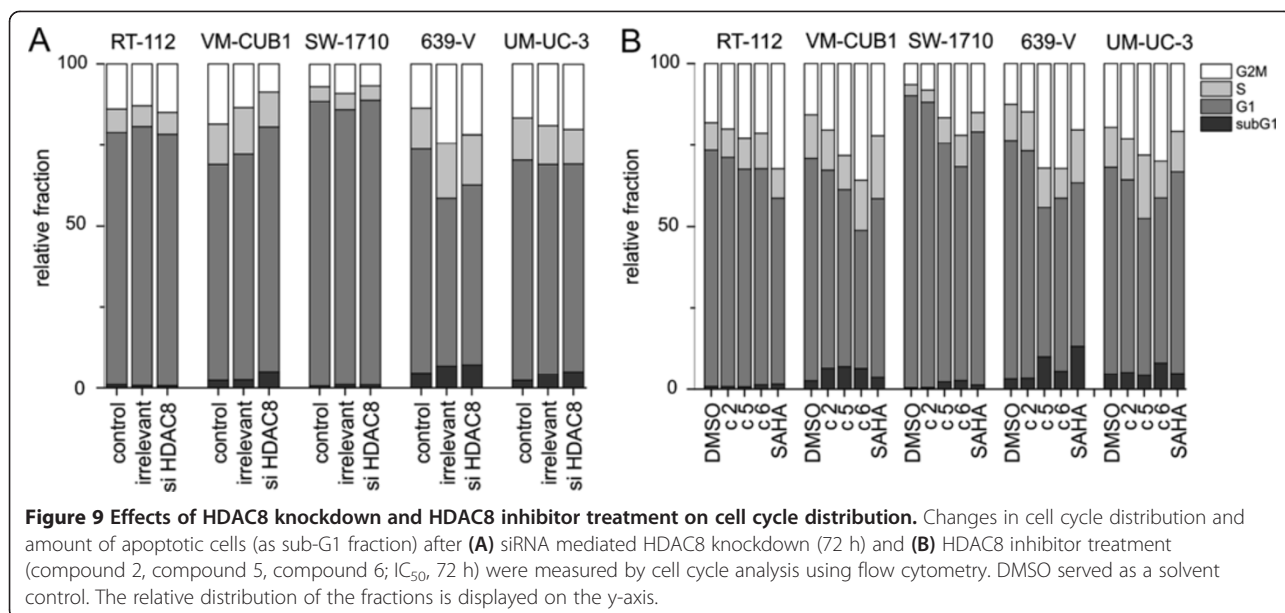 A
RT-112 VM-CUB1 SW-1710 639-V UM-UC-3
100
50
0
relative fraction
control
irrelevant
si HDAC8
control
irrelevant
si HDAC8
control
irrelevant
si HDAC8
control
irrelevant
si HDAC8
control
irrelevant
si HDAC8
B
RT-112 VM-CUB1 SW-1710 639-V UM-UC-3
100
50
0
relative fraction
G2M
S
G1
subG1
DMSO
c 2
c 5
c 6
SAHA
DMSO
c 2
c 5
c 6
SAHA
DMSO
c 2
c 5
c 6
SAHA
DMSO
c 2
c 5
c 6
SAHA
DMSO
c 2
c 5
c 6
SAHA
Figure 9 Effects of HDAC8 knockdown and HDAC8 inhibitor treatment on cell cycle distribution. Changes in cell cycle distribution and
amount of apoptotic cells (as sub-G1 fraction) after (A) siRNA mediated HDAC8 knockdown (72 h) and (B) HDAC8 inhibitor treatment
(compound 2, compound 5, compound 6; IC50, 72 h) were measured by cell cycle analysis using flow cytometry. DMSO served as a solvent
control. The relative distribution of the fractions is displayed on the y-axis.